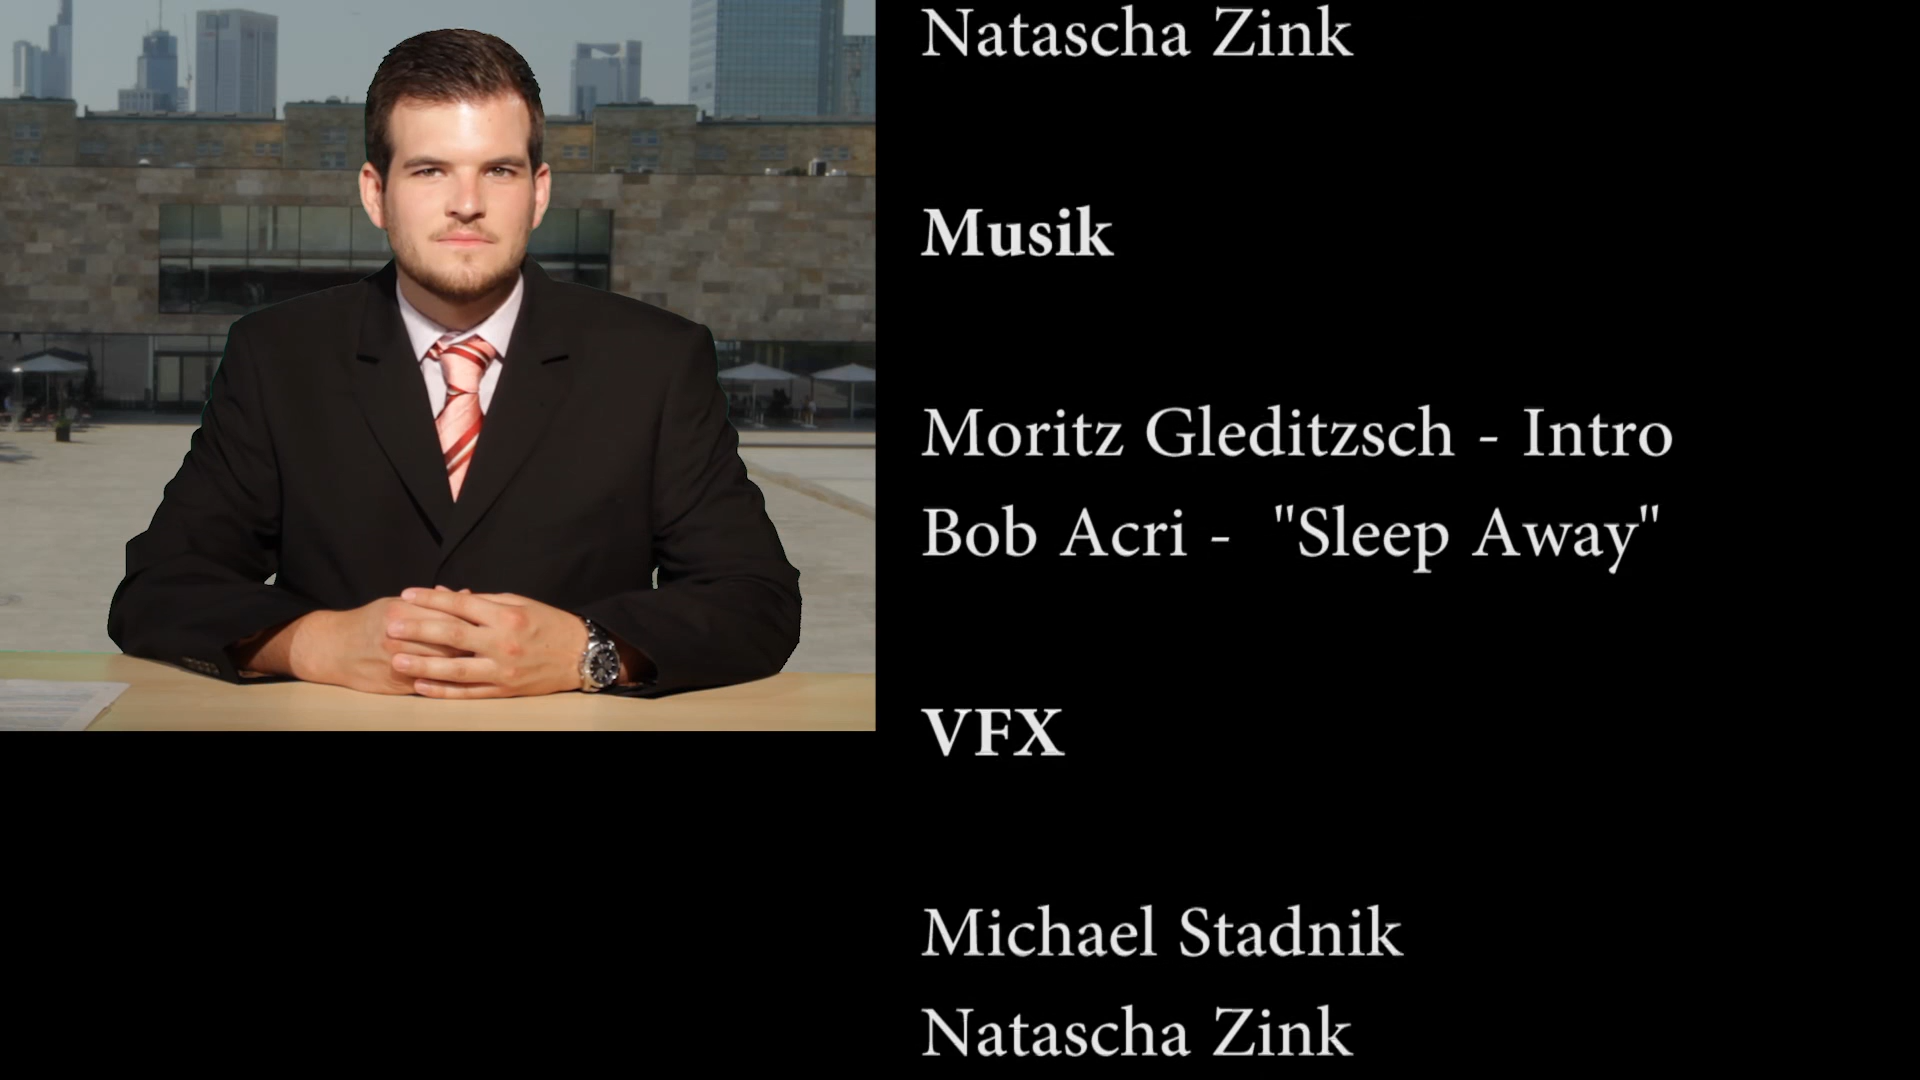 Natascha Zink
Musik
Moritz Gleditzsch - Intro
Bob Acri - "Sleep Away"
VFX
Michael Stadnik
Natascha Zink